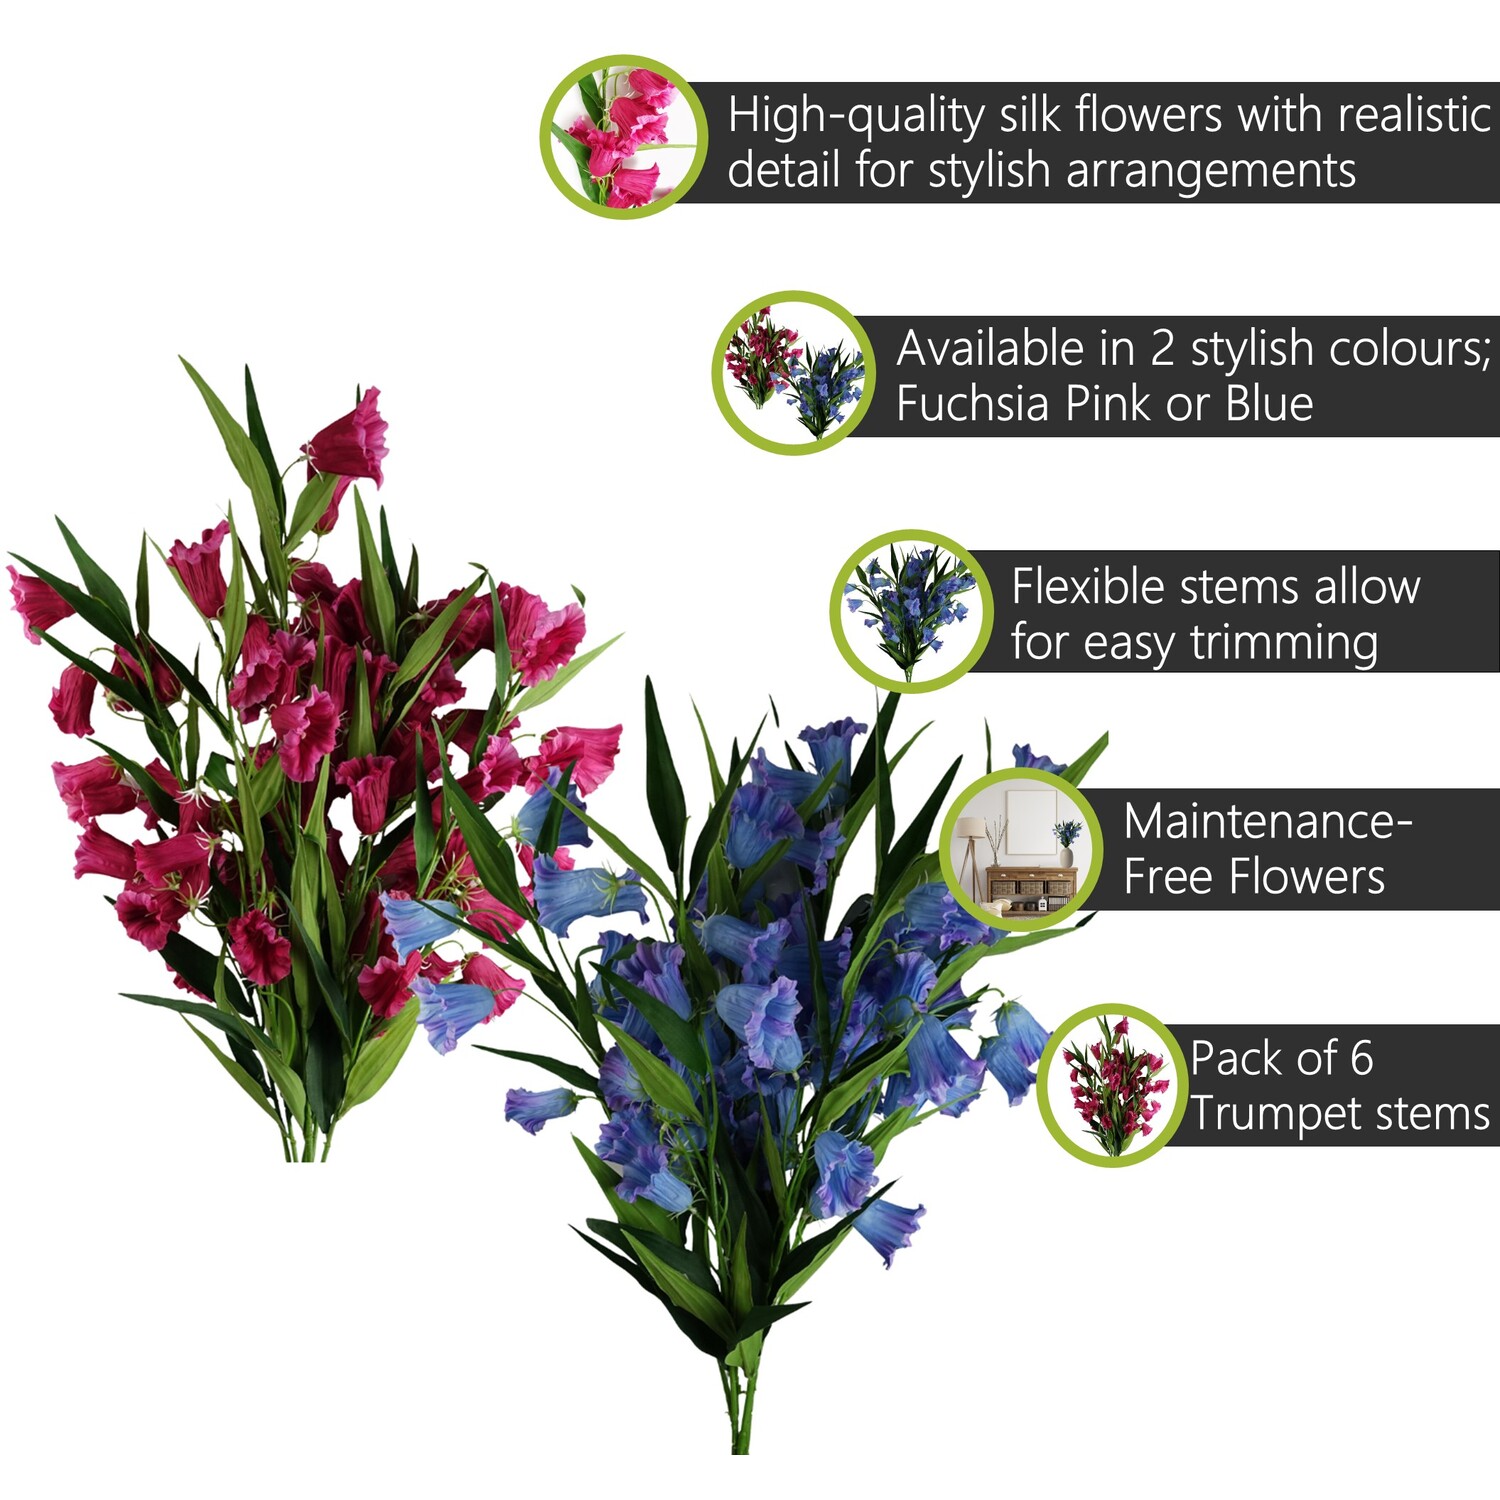 High-quality silk flowers with realistic
detail for stylish arrangements
Available in 2 stylish colours;
Fuchsia Pink or Blue
Flexible stems allow
for easy trimming
Maintenance-
Free Flowers
Pack of 6
Trumpet stems